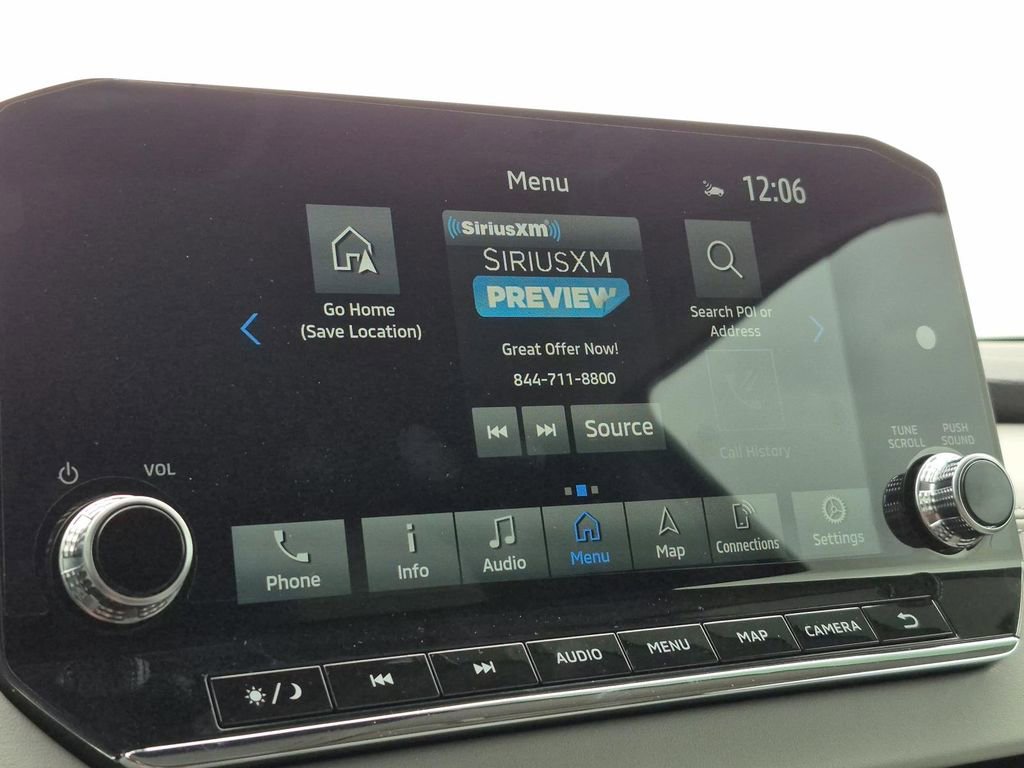 Menu
12:06
SiriusXM
SIRIUSXM
PREVIEW
Go Home
(Save Location)
Great Offer Now!
844-711-8800
Source
Search POI or
Address
Call History
VOL
TUNE
SCROLL
PUSH
SOUND
Phone
Info
Audio
Menu
Map
Connections
Settings
AUDIO
MENU
MAP
CAMERA